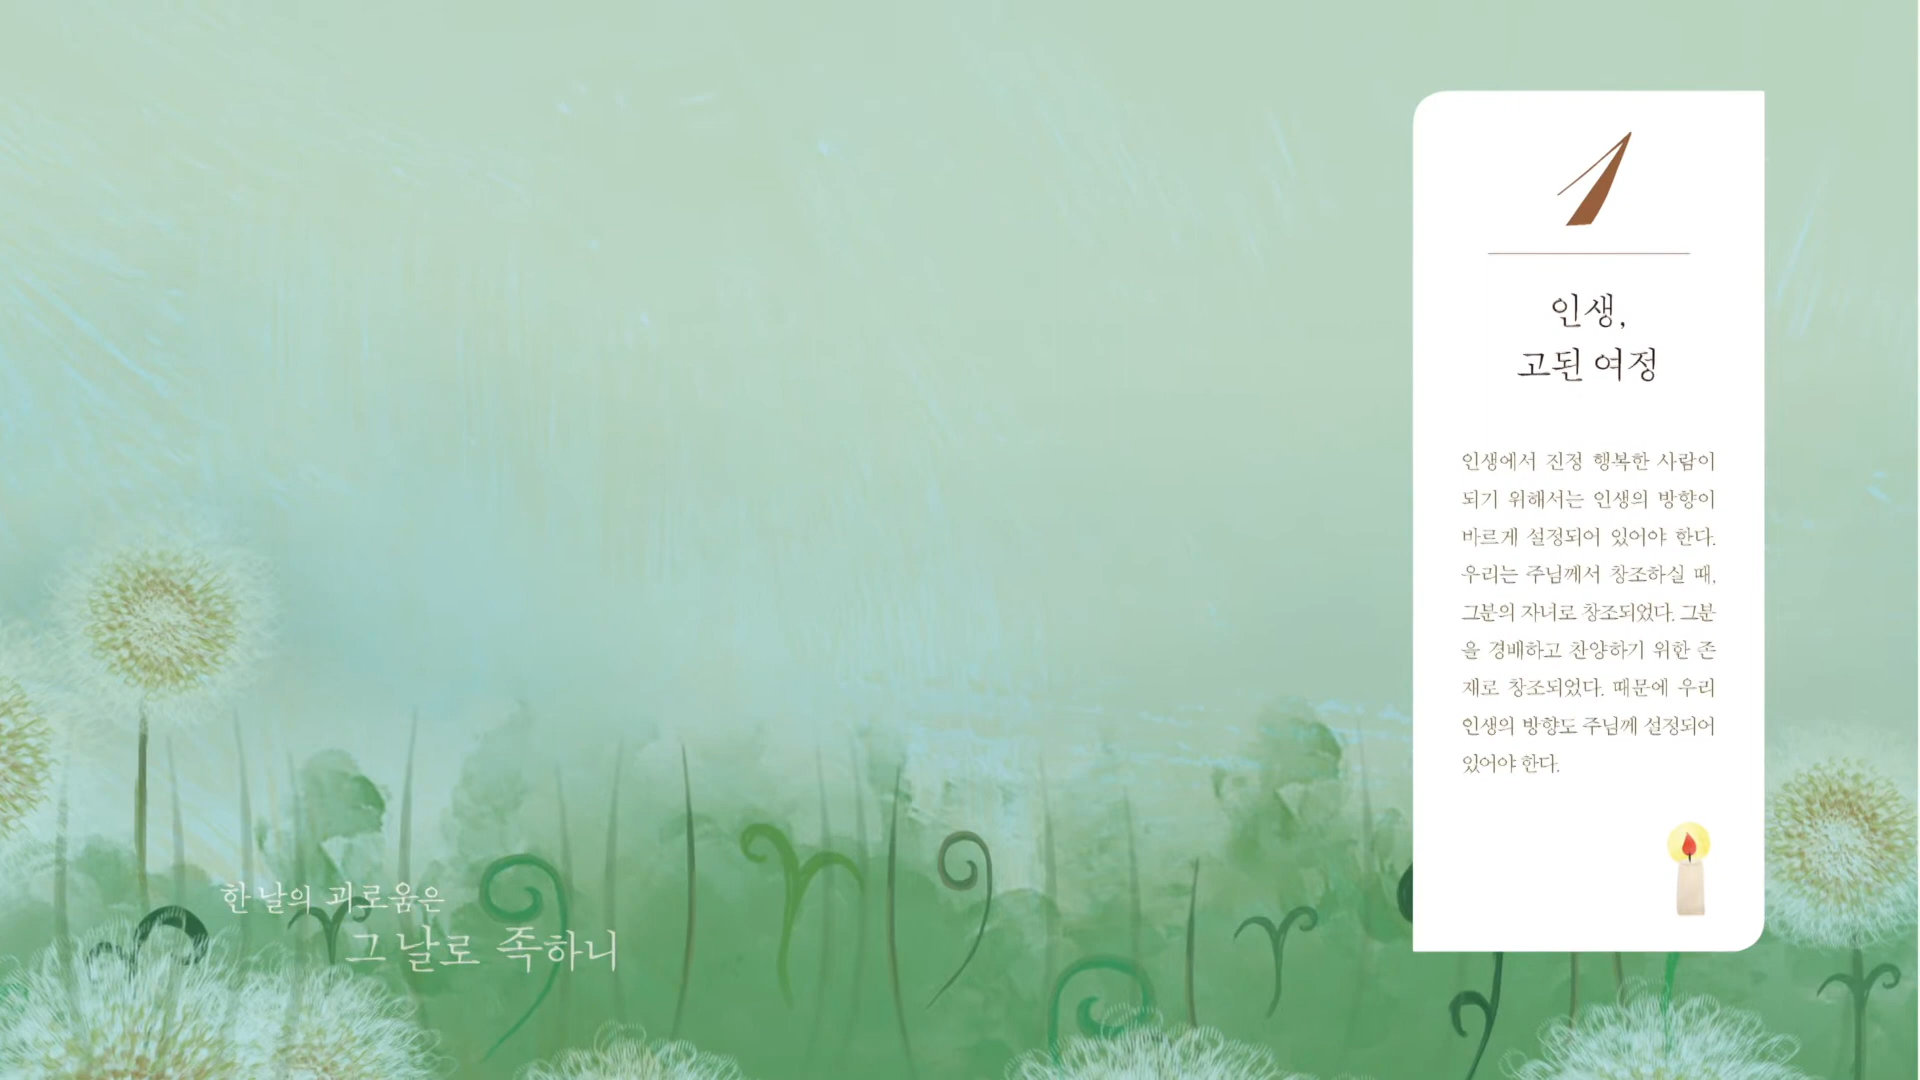 1
인생,
고된 여정
인생에서 진정 행복한 사람이
되기 위해서는 인생의 방향이
바르게 설정되어 있어야 한다.
우리는 주님께서 창조하실 때,
그분의 자녀로 창조되었다. 그분
을 경배하고 찬양하기 위한 존
재로 창조되었다. 때문에 우리
인생의 방향도 주님께 설정되어
있어야 한다.
한 날의 괴로움은
그 날로 족하니